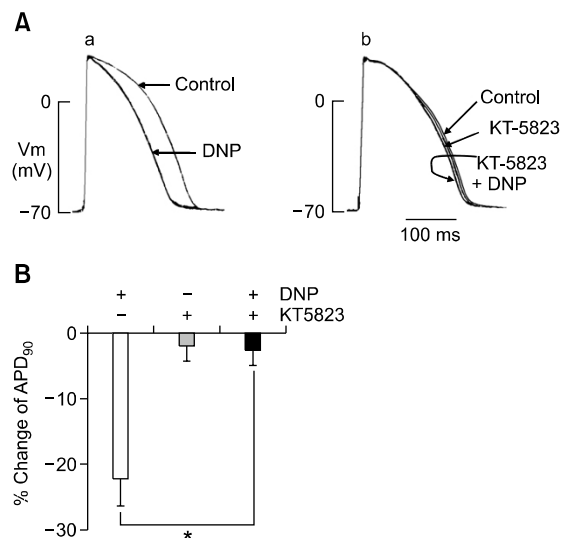 A
a
b
Control
DNP
0
Vm
(mV)
−70
Control
KT-5823
KT-5823
+ DNP
0
−70
100 ms
B
+ − + DNP
− + + KT5823
% Change of APD90
0
−10
−20
−30
*